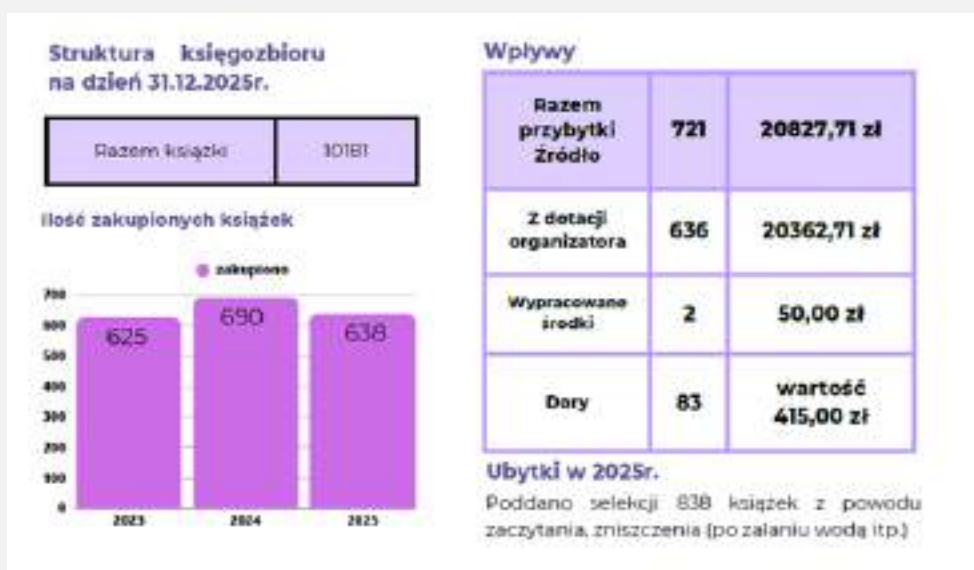 Struktura księgozbioru
na dzień 31.12.2025r.
Razem książki 10181
Ilość zakupionych książek
zakupiono
700
600
500
400
300
200
100
0
625
690
638
2023 2024 2025
Wpływy
Razem
przybytki
Źródło
721
20827,71 zł
Z dotacji
organizatora
636
20362,71 zł
Wypracowane
środki
2
50,00 zł
Dary
83
wartość
415,00 zł
Ubytki w 2025r.
Poddano selekcji 838 książek z powodu
zaczytania, zniszczenia (po zalaniu wodą itp.)